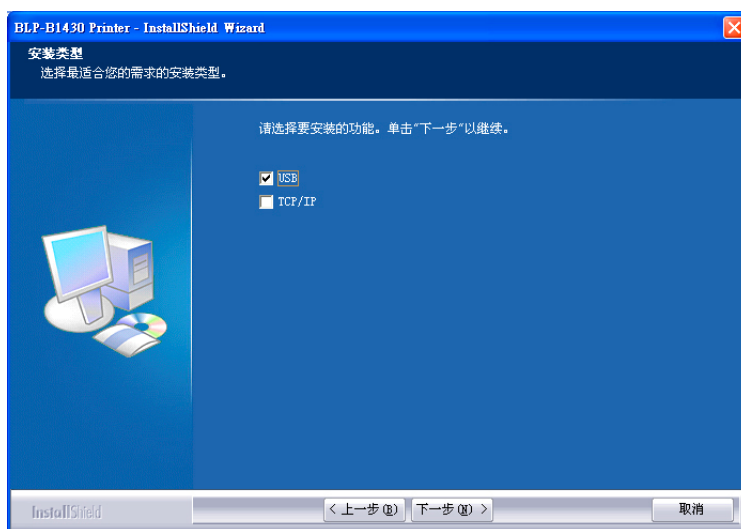 BLP-B1430 Printer - InstallShield Wizard
安装类型
选择最适合您的需求的安装类型。
请选择要安装的功能。单击“下一步”以继续。
USB
TCP/IP
InstallShield
< 上一步(B)
下一步(N) >
取消